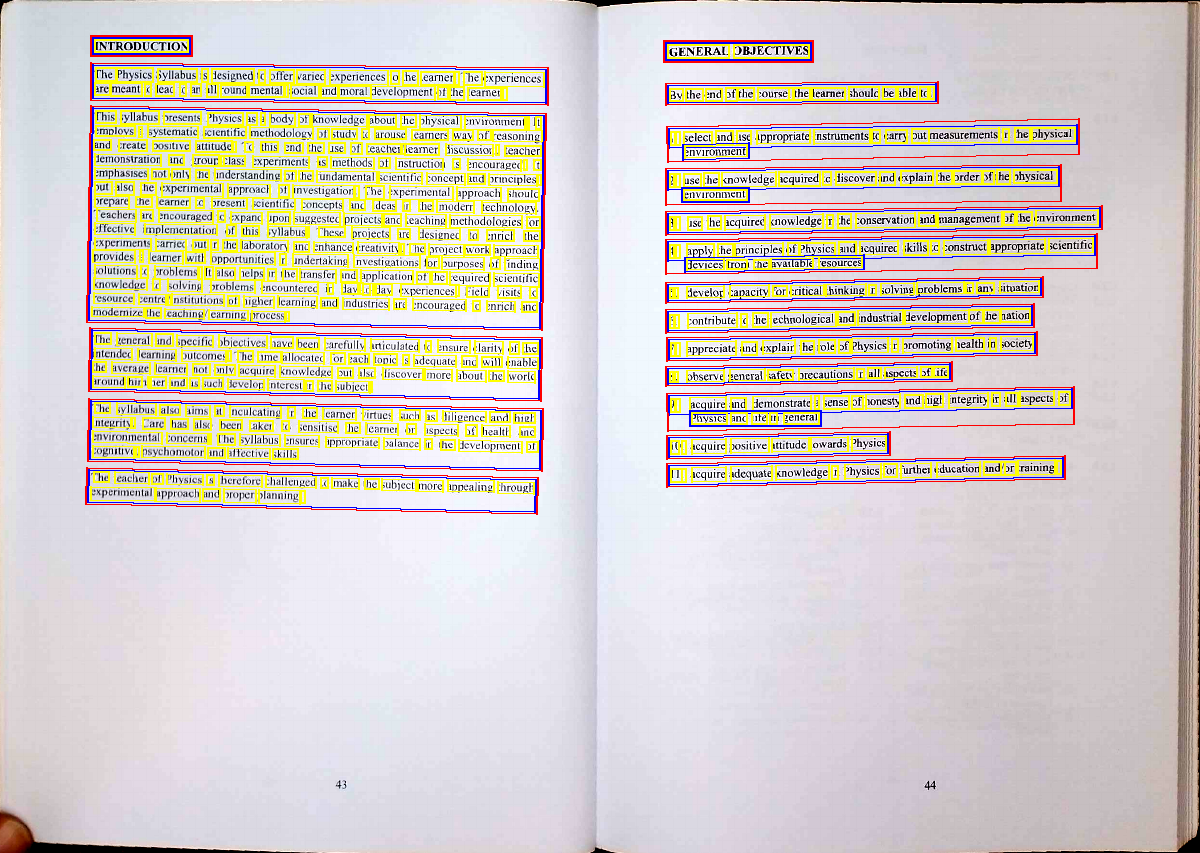 INTRODUCTION
The Physics Syllabus is designed to offer varied experiences to the learner. The experiences
are meant to lead to an all round mental, social and moral development of the learner.
This syllabus presents Physics as a body of knowledge about the physical environment. It
employs a systematic scientific methodology of study to arouse learners way of reasoning
and create positive attitude. To this end the use of teacher/learner discussion, teacher
demonstration and group/class experiments as methods of instruction is encouraged. It
emphasises not only the understanding of the fundamental scientific concept and principles,
but also the experimental approach of investigation. The experimental approach should
prepare the learner to present scientific concepts and ideas in the modern technology.
Teachers are encouraged to expand upon suggested projects and teaching methodologies for
effective implementation of this syllabus. These projects are designed to enrich the
experiments carried out in the laboratory and enhance creativity. The project work approach
provides a learner with opportunities in undertaking investigations for purposes of finding
solutions to problems. It also helps in the transfer and application of the required scientific
knowledge to solving problems encountered in day to day experiences. Field visits to
resource centre, institutions of higher learning and industries are encouraged to enrich and
modernize the teaching/learning process.
The general and specific objectives have been carefully articulated to ensure clarity of the
intended learning outcomes. The time allocated for each topic is adequate and will enable
the average learner not only acquire knowledge but also discover more about the world
around him/her and as such develop interest in the subject.
The syllabus also aims at inculcating in the learner virtues such as diligence and high
integrity. Care has also been taken to sensitise the learner on aspects of health and
environmental concerns. The syllabus ensures appropriate balance in the development of
cognitive, psychomotor and affective skills.
The teacher of Physics is therefore challenged to make the subject more appealing through
experimental approach and proper planning.
43
GENERAL OBJECTIVES
By the end of the course, the learner should be able to:
1. select and use appropriate instruments to carry out measurements in the physical
environment
2. use the knowledge acquired to discover and explain the order of the physical
environment
3. use the acquired knowledge in the conservation and management of the environment
4. apply the principles of Physics and acquired skills to construct appropriate scientific
devices from the available resources
5. develop capacity for critical thinking in solving problems in any situation
6. contribute to the technological and industrial development of the nation
7. appreciate and explain the role of Physics in promoting health in society
8. observe general safety precautions in all aspects of life
9. acquire and demonstrate a sense of honesty and high integrity in all aspects of
Physics and life in general
10. acquire positive attitude towards Physics
11. acquire adequate knowledge in Physics for further education and/or training
44